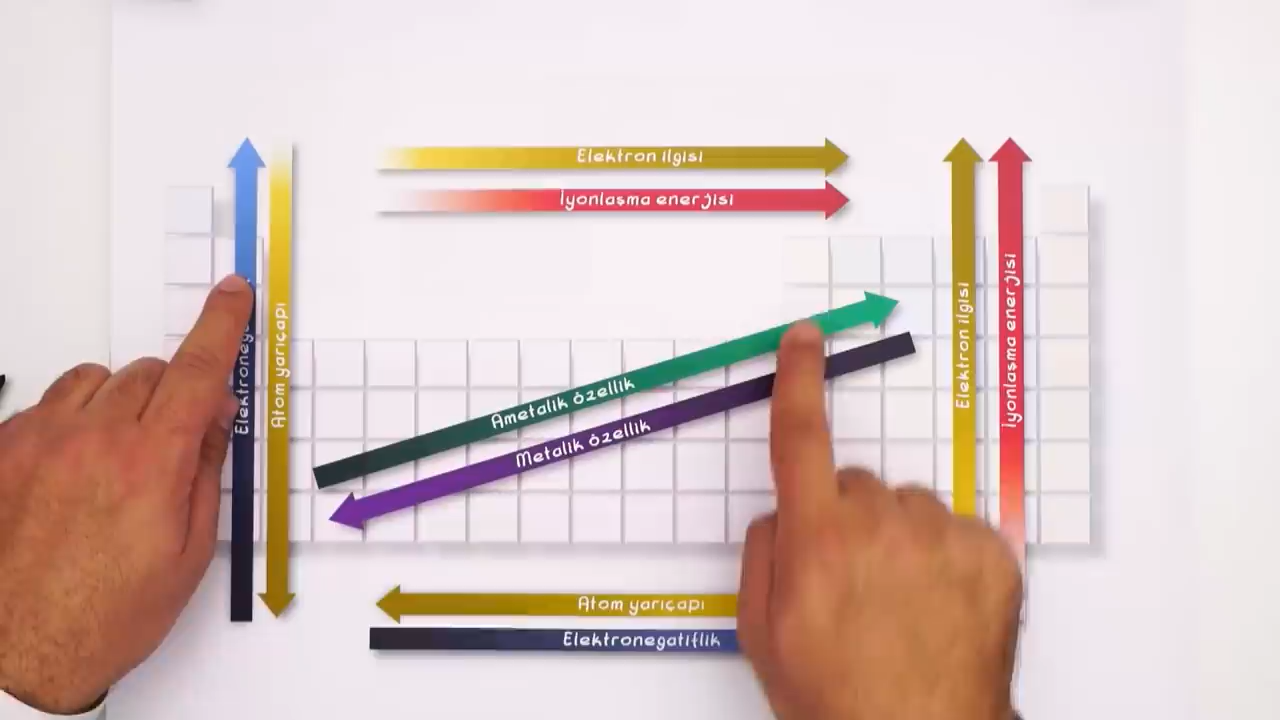 Elektron ilgisi
İyonlaşma enerjisi
Atom yarıçapı
Elektron ilgisi
İyonlaşma enerjisi
Ametalik özellik
Metalik özellik
Atom yarıçapı
Elektronegatiflik